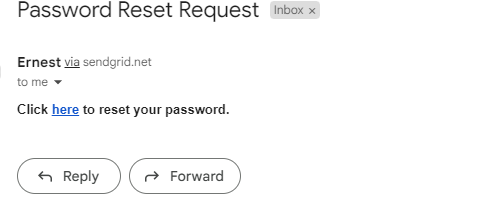 Password Reset Request Inbox ×
Ernest via sendgrid.net
to me
Click here to reset your password.
Reply Forward